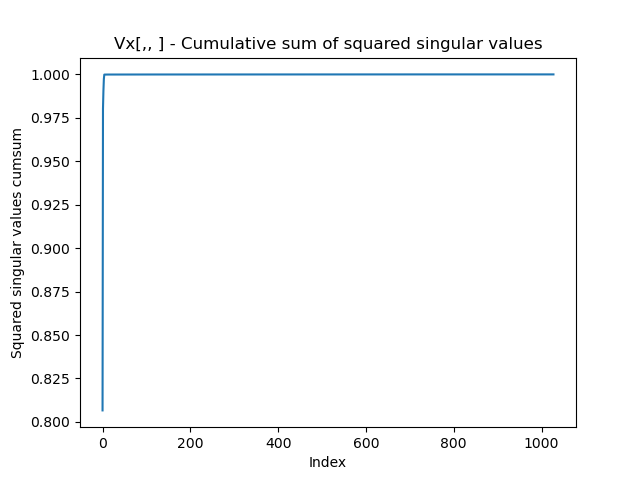 Vx[,, ] - Cumulative sum of squared singular values
1.000
0.975
0.950
0.925
0.900
0.875
0.850
0.825
0.800
Squared singular values cumsum
0 200 400 600 800 1000
Index